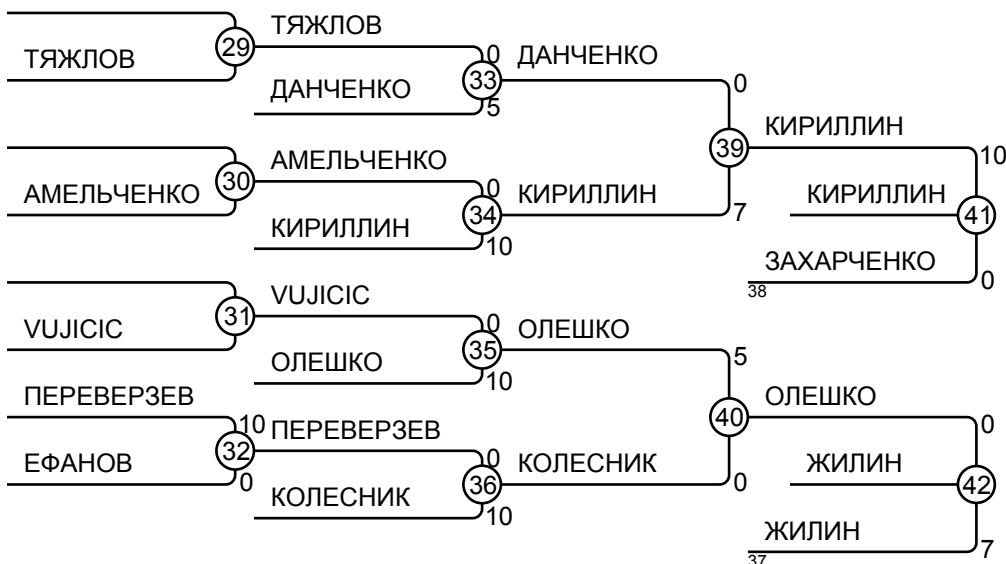 ТЯЖЛОВ
29
ТЯЖЛОВ
0
ДАНЧЕНКО
33
5
ДАНЧЕНКО
0
АМЕЛЬЧЕНКО
30
АМЕЛЬЧЕНКО
0
КИРИЛЛИН
34
10
КИРИЛЛИН
7
39
КИРИЛЛИН
10
КИРИЛЛИН
41
ЗАХАРЧЕНКО
38
0
VUJICIC
31
VUJICIC
0
ОЛЕШКО
35
10
ОЛЕШКО
5
ПЕРЕВЕРЗЕВ
10
ЕФАНОВ
32
0
ПЕРЕВЕРЗЕВ
0
КОЛЕСНИК
36
10
КОЛЕСНИК
0
40
ОЛЕШКО
0
ЖИЛИН
42
ЖИЛИН
37
7